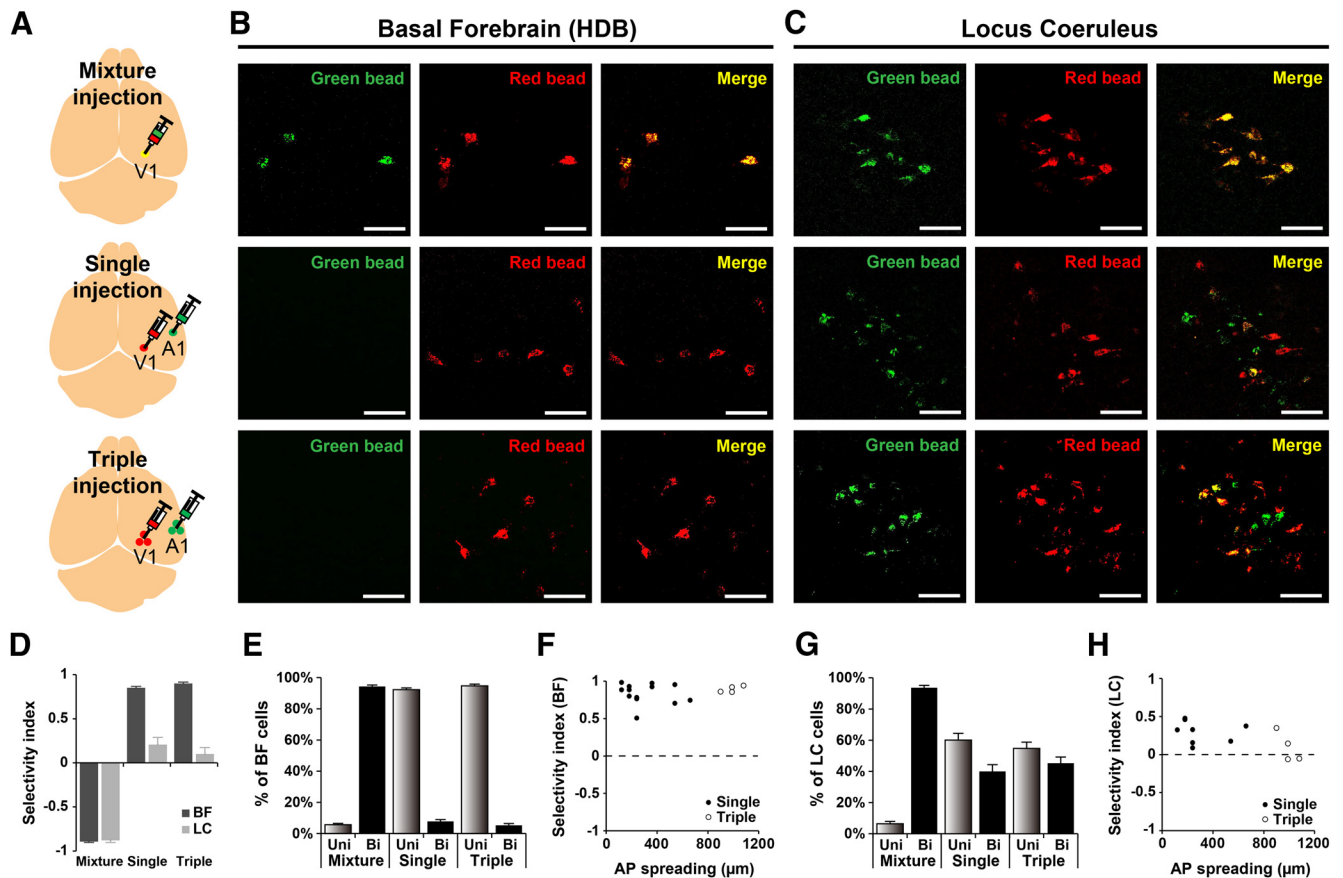 A
Mixture
injection
V1
Single
injection
V1
A1
Triple
injection
V1
A1
B
Basal Forebrain (HDB)
Green bead
Red bead
Merge
Green bead
Red bead
Merge
Green bead
Red bead
Merge
C
Locus Coeruleus
Green bead
Red bead
Merge
Green bead
Red bead
Merge
Green bead
Red bead
Merge
D
Selectivity index
1
0.5
0
-0.5
-1
BF
LC
Mixture Single Triple
E
% of BF cells
100%
80%
60%
40%
20%
0%
Uni Bi Uni Bi Uni Bi
Mixture Single Triple
F
Selectivity index (BF)
1
0.5
0
-0.5
-1
Single
Triple
0 400 800 1200
AP spreading (µm)
G
% of LC cells
100%
80%
60%
40%
20%
0%
Uni Bi Uni Bi Uni Bi
Mixture Single Triple
H
Selectivity index (LC)
1
0.5
0
-0.5
-1
Single
Triple
0 400 800 1200
AP spreading (µm)